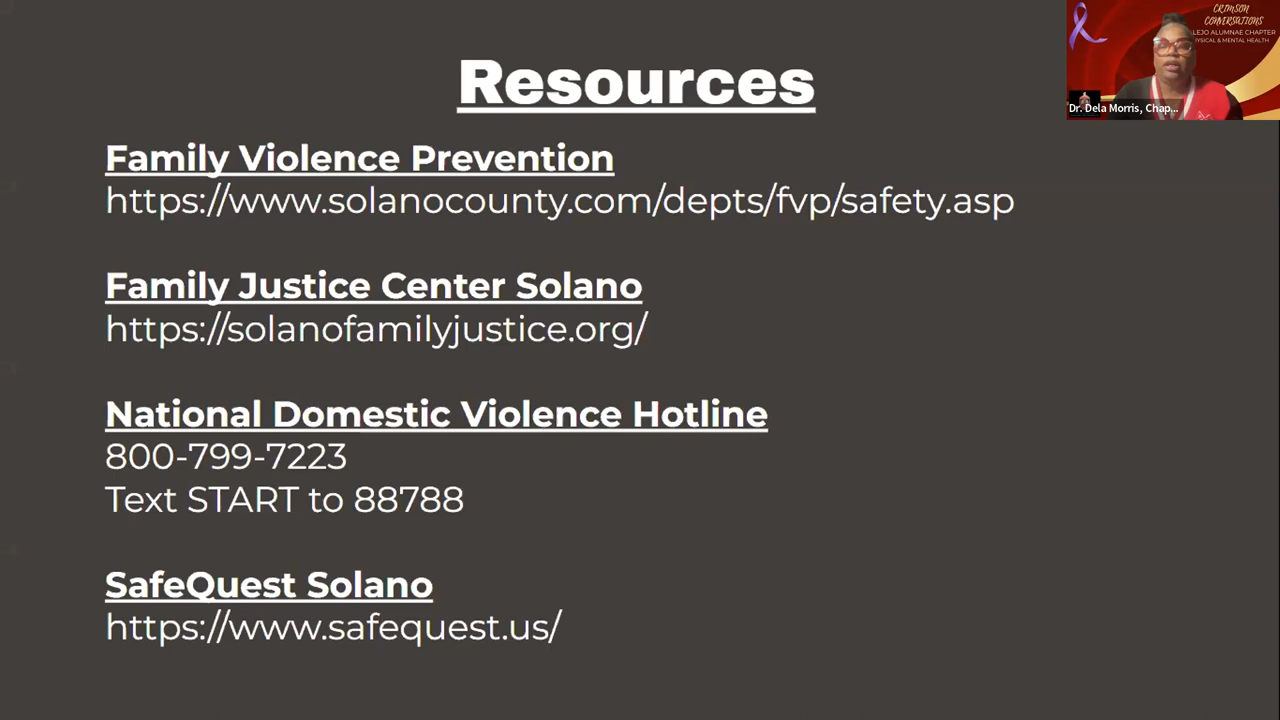 Resources
Family Violence Prevention
https://www.solanocounty.com/depts/fvp/safety.asp
Family Justice Center Solano
https://solanofamilyjustice.org/
National Domestic Violence Hotline
800-799-7223
Text START to 88788
SafeQuest Solano
https://www.safequest.us/
CRIMSON
CONVERSATIONS
LEJO ALUMNAE CHAPTER
YSICAL & MENTAL HEALTH
Dr. Dela Morris, Chap...